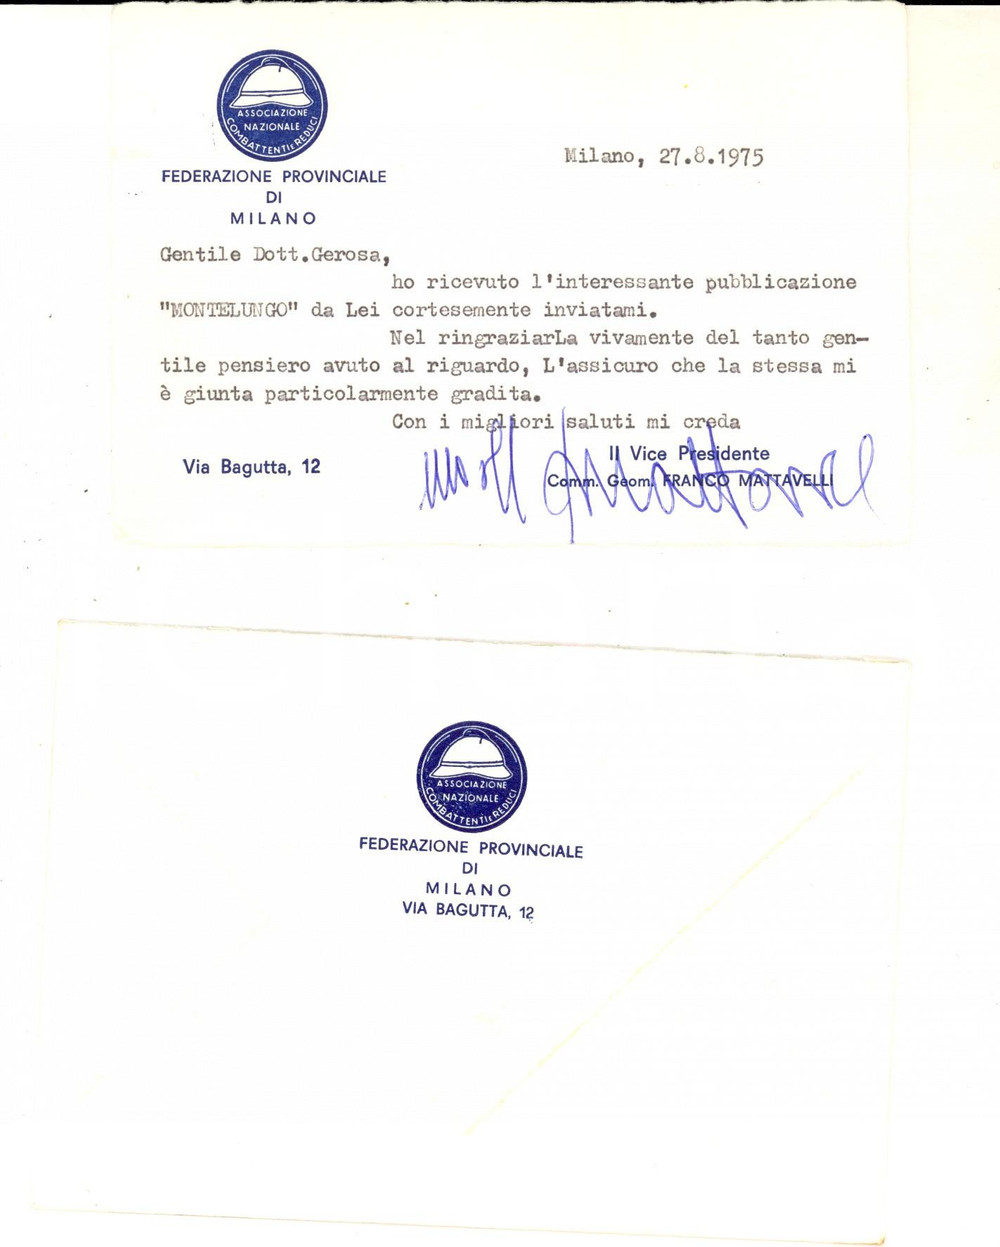 ASSOCIAZIONE
NAZIONALE
COMBATTENTI E REDUCI
FEDERAZIONE PROVINCIALE
DI
MILANO
Milano, 27.8.1975
Gentile Dott.Gerosa,
ho ricevuto l'interessante pubblicazione
"MONTELUNGO" da Lei cortesemente inviatami.
Nel ringraziarLa vivamente del tanto gen-
tile pensiero avuto al riguardo, L'assicuro che la stessa mi
è giunta particolarmente gradita.
Con i migliori saluti mi creda
Il Vice Presidente
Via Bagutta, 12
Comm. Geom. FRANCO MATTAVELLI
ASSOCIAZIONE
NAZIONALE
COMBATTENTI E REDUCI
FEDERAZIONE PROVINCIALE
DI
MILANO
VIA BAGUTTA, 12